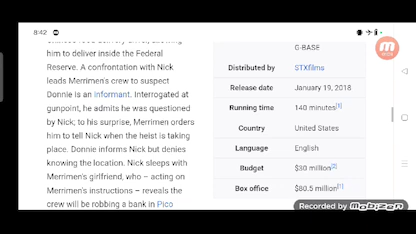 8:42
him to deliver inside the Federal
Reserve. A confrontation with Nick
leads Merrimen's crew to suspect
Donnie is an informant. Interrogated at
gunpoint, he admits he was questioned
by Nick; to his surprise, Merrimen orders
him to tell Nick when the heist is taking
place. Donnie informs Nick but denies
knowing the location. Nick sleeps with
Merrimen's girlfriend, who – acting on
Merrimen's instructions – reveals the
crew will be robbing a bank in Pico
G-BASE
Distributed by STXfilms
Release date January 19, 2018
Running time 140 minutes
Country United States
Language English
Budget $30 million[2]
Box office $80.5 million[1]
Recorded by mobizen